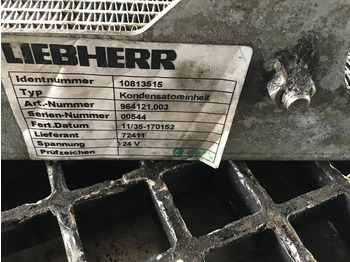 LIEBHERR
Identnummer 10813515
Typ Kondensatoreinheit
Art.-Nummer 964121.003
Serien-Nummer 00544
Fert.Datum 11/35-170152
Lieferant 72411
Spannung 24 V
Prüfzeichen